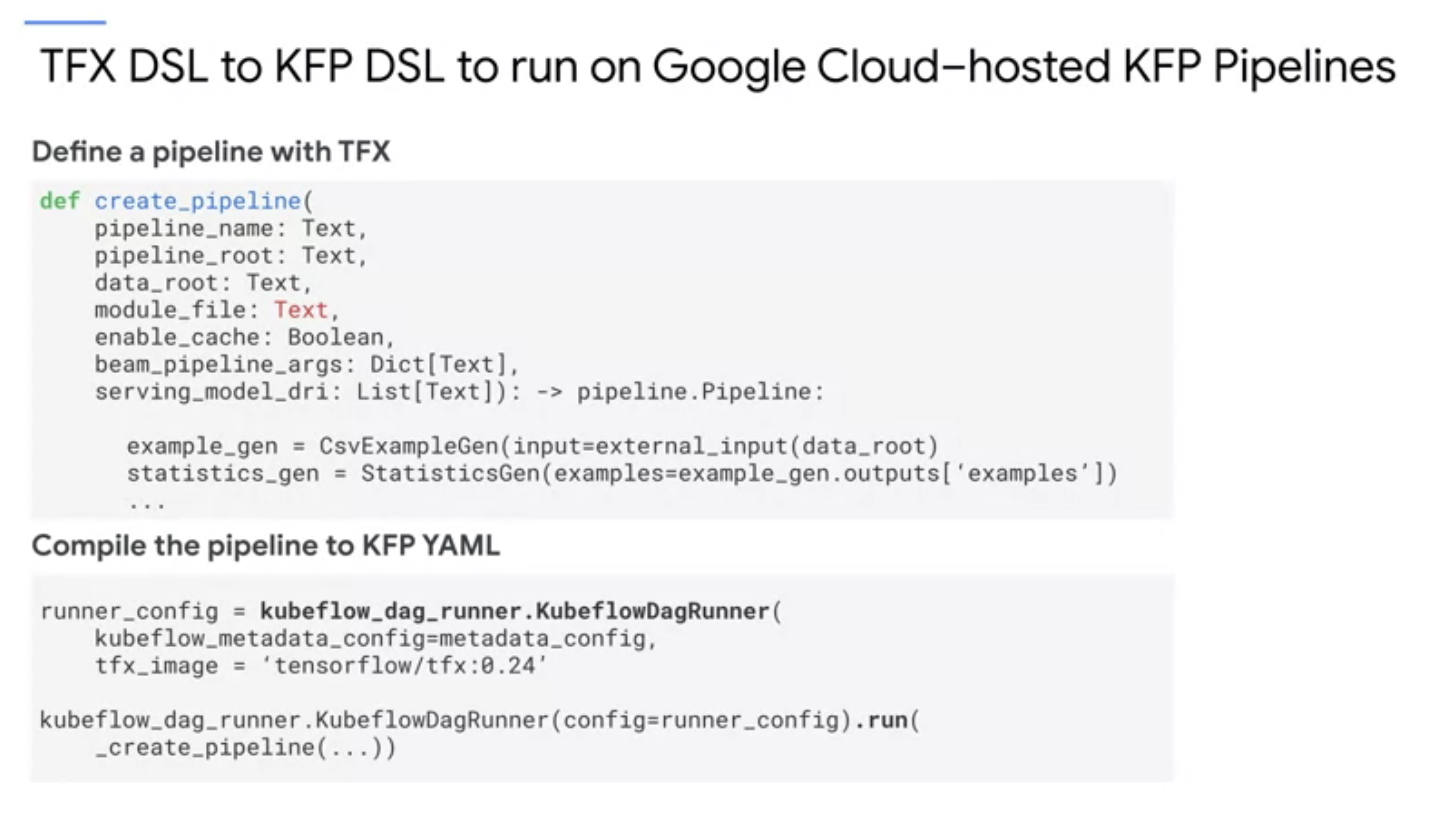 TFX DSL to KFP DSL to run on Google Cloud–hosted KFP Pipelines
Define a pipeline with TFX
def create_pipeline(
    pipeline_name: Text,
    pipeline_root: Text,
    data_root: Text,
    module_file: Text,
    enable_cache: Boolean,
    beam_pipeline_args: Dict[Text],
    serving_model_dri: List[Text]): -> pipeline.Pipeline:
      example_gen = CsvExampleGen(input=external_input(data_root)
      statistics_gen = StatisticsGen(examples=example_gen.outputs[‘examples’])
      ...
Compile the pipeline to KFP YAML
runner_config = kubeflow_dag_runner.KubeflowDagRunner(
    kubeflow_metadata_config=metadata_config,
    tfx_image = ‘tensorflow/tfx:0.24’
kubeflow_dag_runner.KubeflowDagRunner(config=runner_config).run(
    _create_pipeline(...))